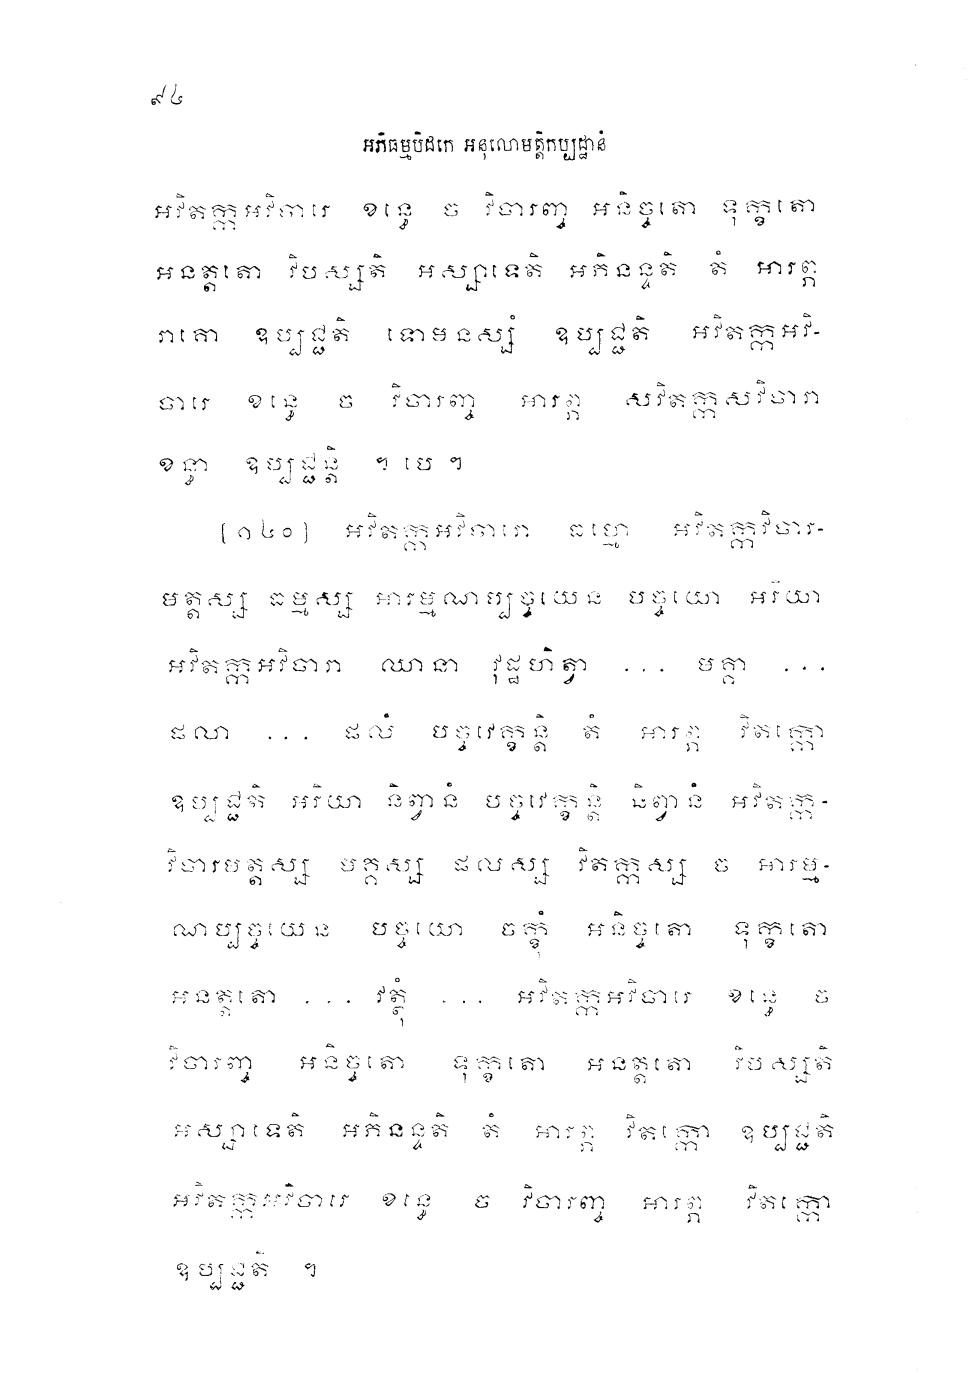 ៩៤
អភិធម្មបិដកេ អនុលោមត្តិកប្បដ្ឋានំ
អវិតក្កអវិចារេ ខន្ធេ ច វិចារញ្ច អនិច្ចតោ ទុក្ខតោ
អនត្តតោ វិបស្សតិ អស្សាទេតិ អភិនន្ទតិ តំ អារព្ភ
រាគោ ឧប្បជ្ជតិ ទោមនស្សំ ឧប្បជ្ជតិ អវិតក្កអវិ-
ចារេ ខន្ធេ ច វិចារញ្ច អារព្ភ សវិតក្កសវិចារា
ខន្ធា ឧប្បជ្ជន្តិ ។ បេ ។
[១៤០] អវិតក្កអវិចារោ ធម្មោ អវិតក្កវិចារ-
មត្តស្ស ធម្មស្ស អារម្មណប្បច្ចយេន បច្ចយោ អរិយា
អវិតក្កអវិចារា ឈានា វុដ្ឋហិត្វា ... មគ្គា ...
ផលា ... ផលំ បច្ចវេក្ខន្តិ តំ អារព្ភ វិតក្កោ
ឧប្បជ្ជតិ អរិយា និព្វានំ បច្ចវេក្ខន្តិ និព្វានំ អវិតក្ក-
វិចារមត្តស្ស មគ្គស្ស ផលស្ស វិតក្កស្ស ច អារម្ម-
ណប្បច្ចយេន បច្ចយោ ចក្ខុំ អនិច្ចតោ ទុក្ខតោ
អនត្តតោ ... វត្ថុំ ... អវិតក្កអវិចារេ ខន្ធេ ច
វិចារញ្ច អនិច្ចតោ ទុក្ខតោ អនត្តតោ វិបស្សតិ
អស្សាទេតិ អភិនន្ទតិ តំ អារព្ភ វិតក្កោ ឧប្បជ្ជតិ
អវិតក្កអវិចារេ ខន្ធេ ច វិចារញ្ច អារព្ភ វិតក្កោ
ឧប្បជ្ជតិ ។